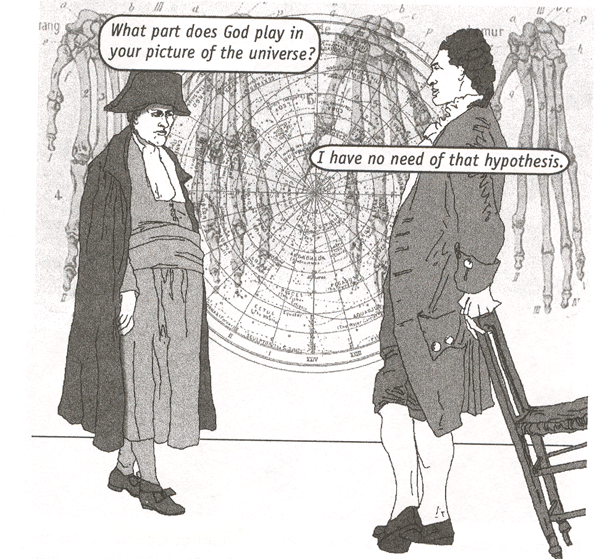 What part does God play in
your picture of the universe?
I have no need of that hypothesis.